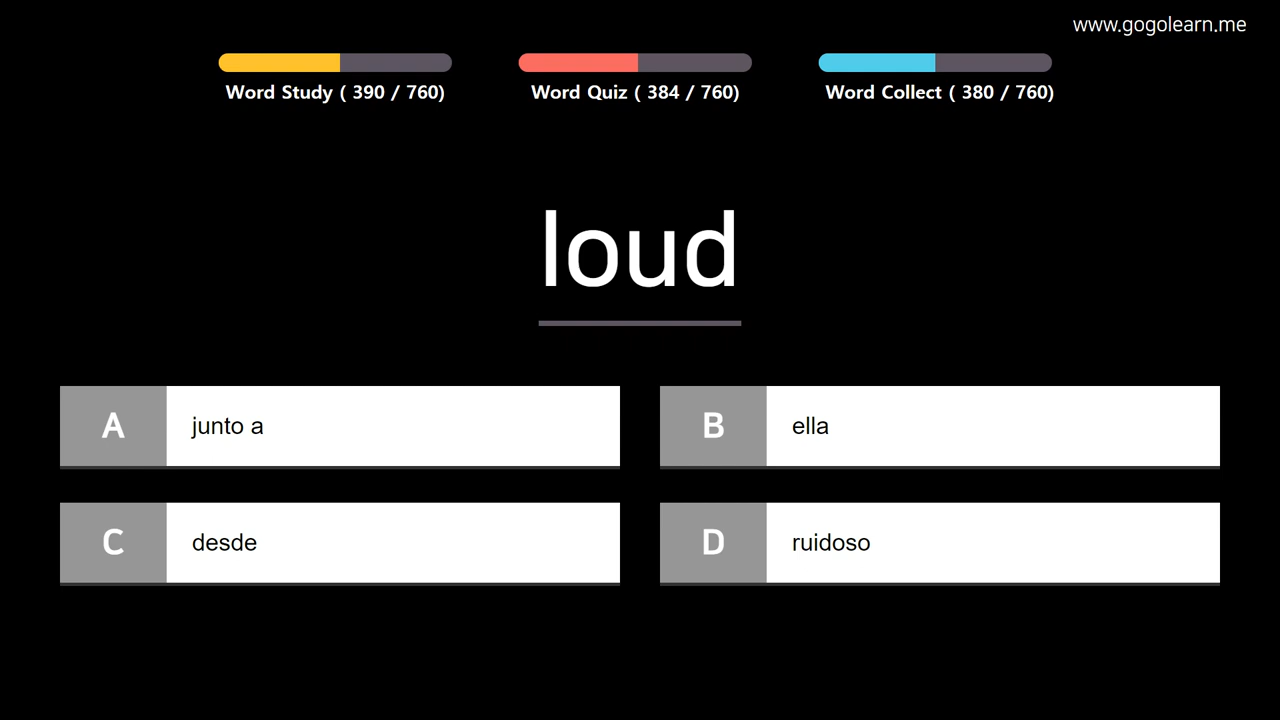 www.gogolearn.me
Word Study ( 390 / 760)
Word Quiz ( 384 / 760)
Word Collect ( 380 / 760)
loud
A junto a
B ella
C desde
D ruidoso